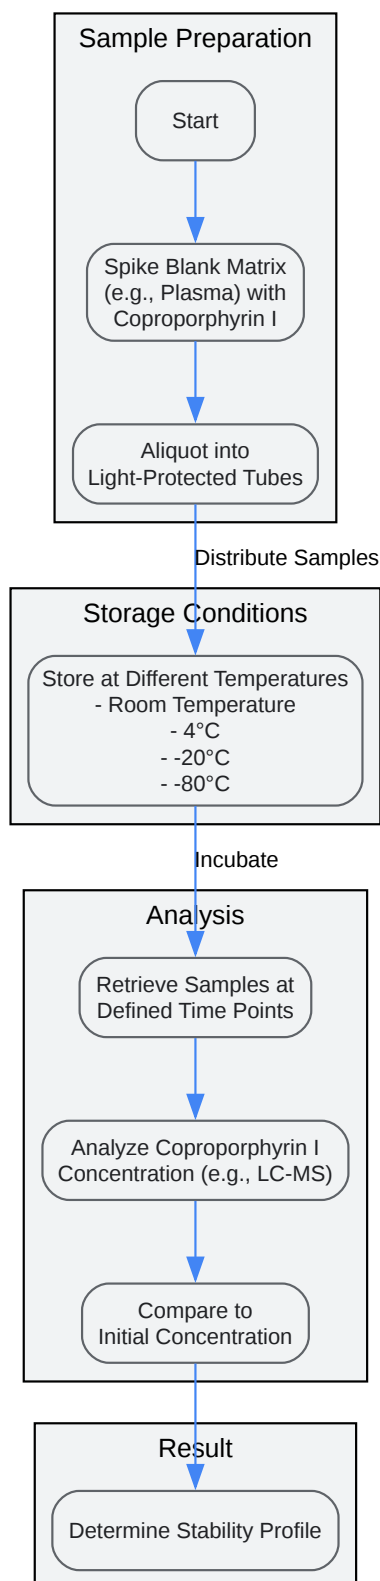 Sample Preparation
Start
Spike Blank Matrix
(e.g., Plasma) with
Coproporphyrin I
Aliquot into
Light-Protected Tubes
Distribute Samples
Storage Conditions
Store at Different Temperatures
- Room Temperature
- 4°C
- -20°C
- -80°C
Incubate
Analysis
Retrieve Samples at
Defined Time Points
Analyze Coproporphyrin I
Concentration (e.g., LC-MS)
Compare to
Initial Concentration
Result
Determine Stability Profile